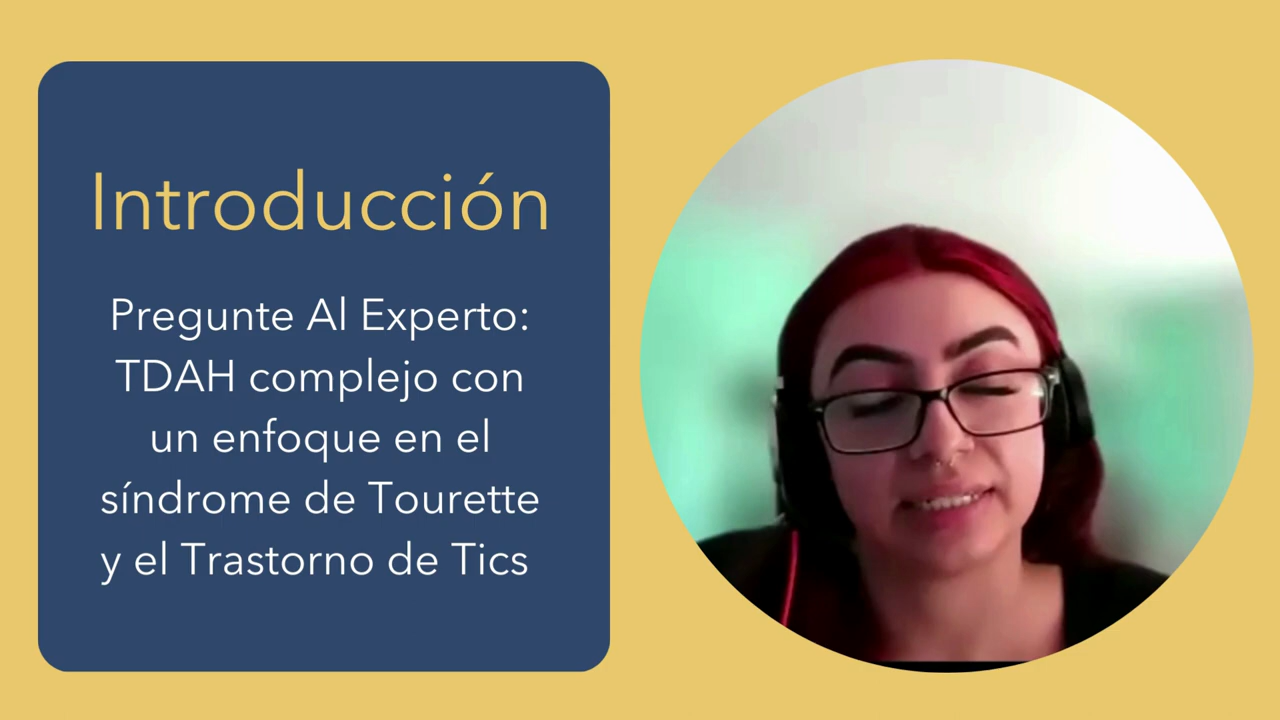 Introducción
Pregunte Al Experto:
TDAH complejo con
un enfoque en el
síndrome de Tourette
y el Trastorno de Tics